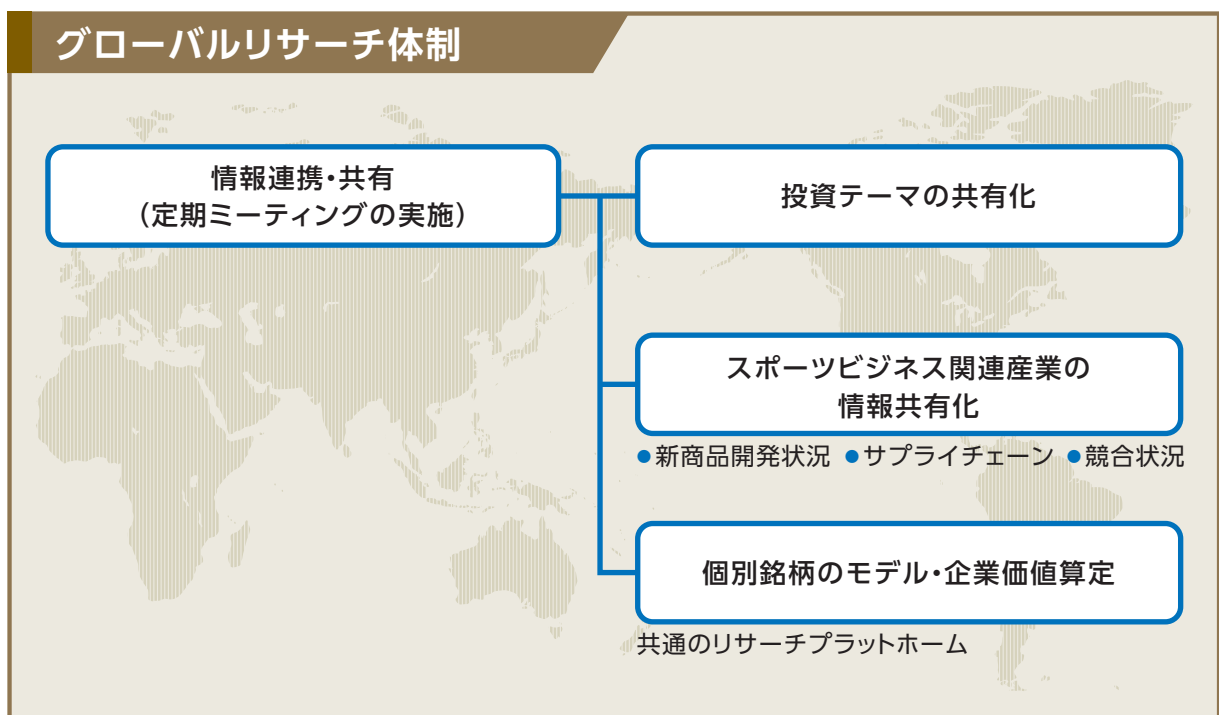 グローバルリサーチ体制
情報連携・共有
（定期ミーティングの実施）
投資テーマの共有化
スポーツビジネス関連産業の
情報共有化
●新商品開発状況 ●サプライチェーン ●競合状況
個別銘柄のモデル・企業価値算定
共通のリサーチプラットホーム